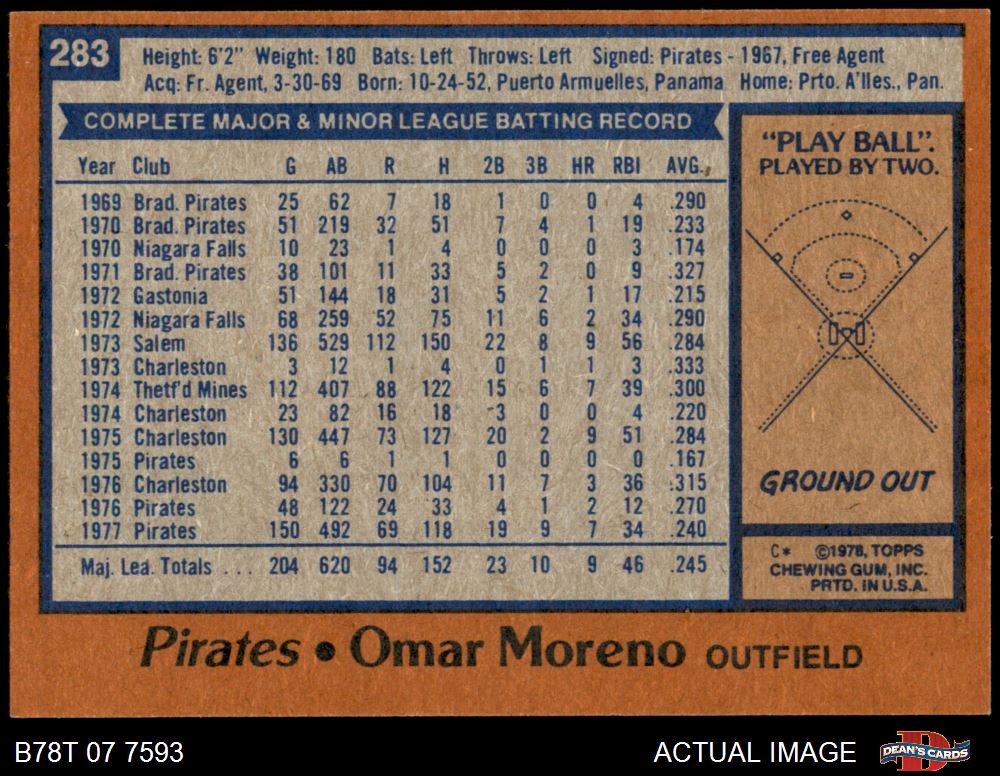 283
Height: 6'2" Weight: 180 Bats: Left Throws: Left Signed: Pirates - 1967, Free Agent
Acq: Fr. Agent, 3-30-69 Born: 10-24-52, Puerto Armuelles, Panama Home: Prto. A'lles., Pan.
COMPLETE MAJOR & MINOR LEAGUE BATTING RECORD
Year Club G AB R H 2B 3B HR RBI AVG.
1969 Brad. Pirates 25 62 7 18 1 0 0 4 .290
1970 Brad. Pirates 51 219 32 51 7 4 1 19 .233
1970 Niagara Falls 10 23 1 4 0 0 0 3 .174
1971 Brad. Pirates 38 101 11 33 5 2 0 9 .327
1972 Gastonia 51 144 18 31 5 2 1 17 .215
1972 Niagara Falls 68 259 52 75 11 6 2 34 .290
1973 Salem 136 529 112 150 22 8 9 56 .284
1973 Charleston 3 12 1 4 0 1 1 3 .333
1974 Thetf'd Mines 112 407 88 122 15 6 7 39 .300
1974 Charleston 23 82 16 18 3 0 0 4 .220
1975 Charleston 130 447 73 127 20 2 9 51 .284
1975 Pirates 6 6 1 1 0 0 0 0 .167
1976 Charleston 94 330 70 104 11 7 3 36 .315
1976 Pirates 48 122 24 33 4 1 2 12 .270
1977 Pirates 150 492 69 118 19 9 7 34 .240
Maj. Lea. Totals . . . 204 620 94 152 23 10 9 46 .245
"PLAY BALL".
PLAYED BY TWO.
GROUND OUT
C* ©1978, TOPPS
CHEWING GUM, INC.
PRTD. IN U.S.A.
Pirates • Omar Moreno OUTFIELD
B78T 07 7593
ACTUAL IMAGE
D
DEAN'S CARDS